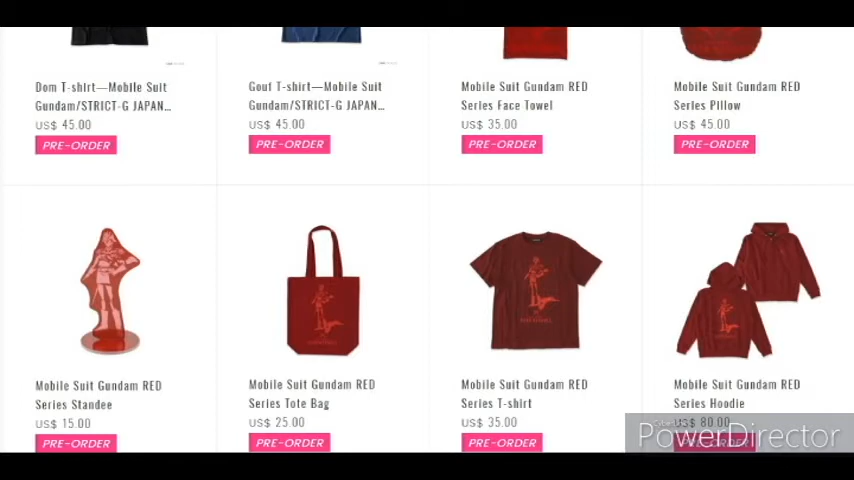 Dom T-shirt—Mobile Suit
Gundam/STRICT-G JAPAN...
US$ 45.00
PRE-ORDER
Gouf T-shirt—Mobile Suit
Gundam/STRICT-G JAPAN...
US$ 45.00
PRE-ORDER
Mobile Suit Gundam RED
Series Face Towel
US$ 35.00
PRE-ORDER
Mobile Suit Gundam RED
Series Pillow
US$ 45.00
PRE-ORDER
Mobile Suit Gundam RED
Series Standee
US$ 15.00
PRE-ORDER
Mobile Suit Gundam RED
Series Tote Bag
US$ 25.00
PRE-ORDER
Mobile Suit Gundam RED
Series T-shirt
US$ 35.00
PRE-ORDER
Mobile Suit Gundam RED
Series Hoodie
US$ 80.00
PRE-ORDER
PowerDirector